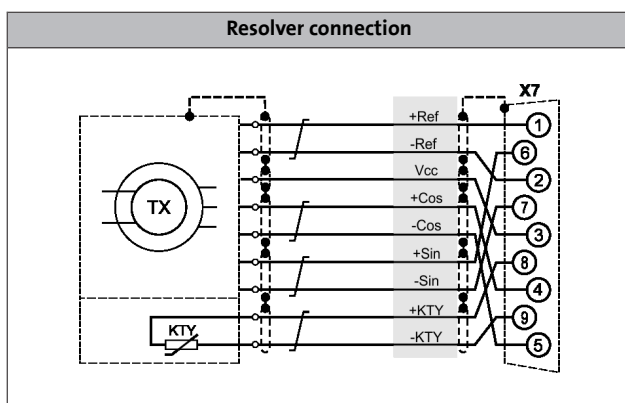 Resolver connection
X7
+Ref
1
-Ref
6
Vcc
2
TX
+Cos
7
-Cos
3
+Sin
8
-Sin
4
+KTY
9
KTY
-KTY
5